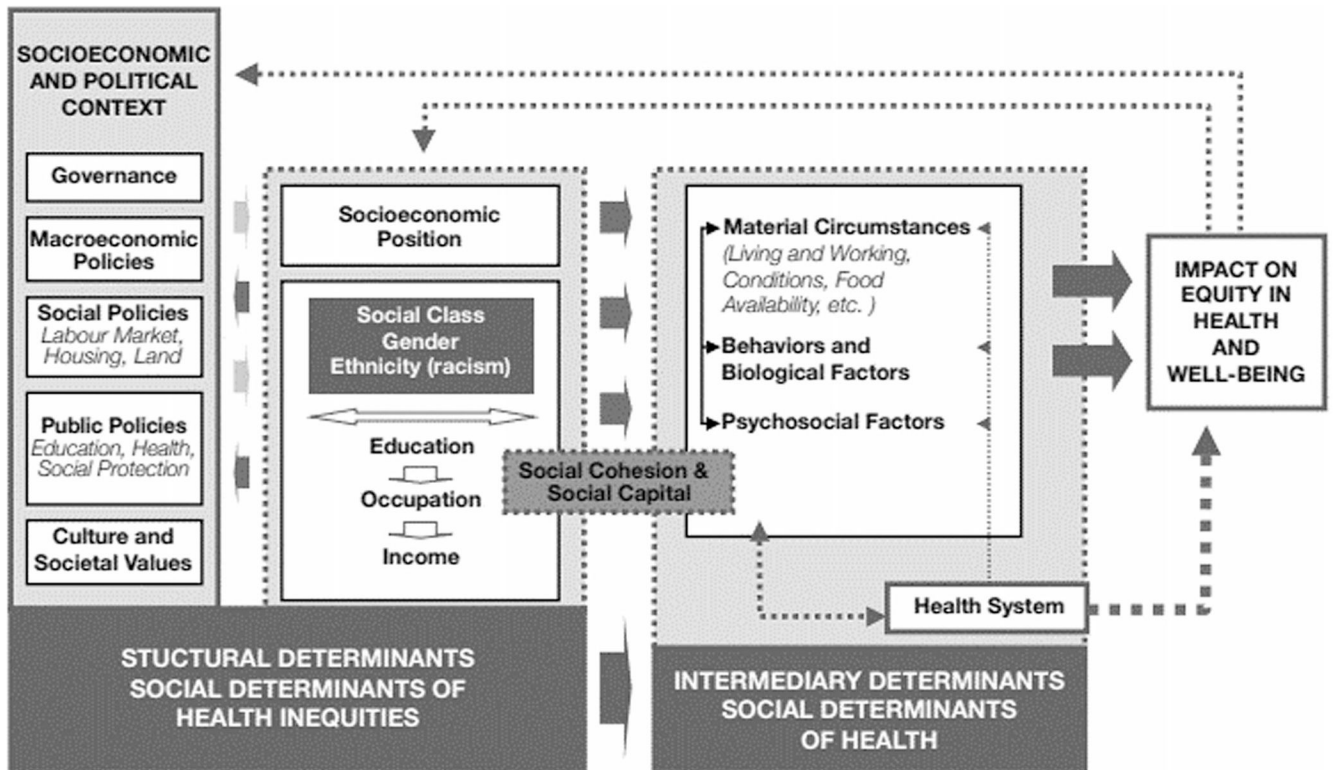 SOCIOECONOMIC
AND POLITICAL
CONTEXT
Governance
Macroeconomic
Policies
Social Policies
Labour Market,
Housing, Land
Public Policies
Education, Health,
Social Protection
Culture and
Societal Values
Socioeconomic
Position
Social Class
Gender
Ethnicity (racism)
Education
Occupation
Income
Social Cohesion &
Social Capital
Material Circumstances
(Living and Working,
Conditions, Food
Availability, etc. )
Behaviors and
Biological Factors
Psychosocial Factors
Health System
IMPACT ON
EQUITY IN
HEALTH
AND
WELL-BEING
STUCTURAL DETERMINANTS
SOCIAL DETERMINANTS OF
HEALTH INEQUITIES
INTERMEDIARY DETERMINANTS
SOCIAL DETERMINANTS
OF HEALTH